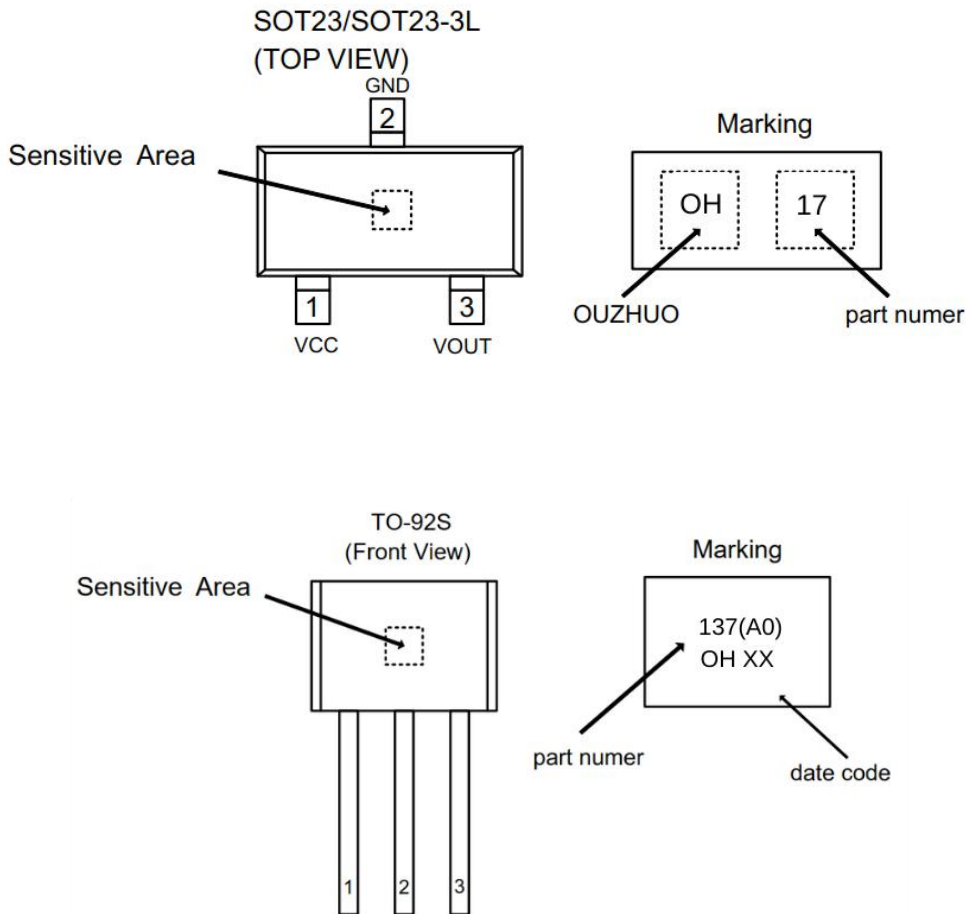 SOT23/SOT23-3L
(TOP VIEW)
GND
2
Sensitive Area
1
3
VCC
VOUT
Marking
OH
17
OUZHUO
part numer
TO-92S
(Front View)
Sensitive Area
1
2
3
Marking
137(A0)
OH XX
part numer
date code